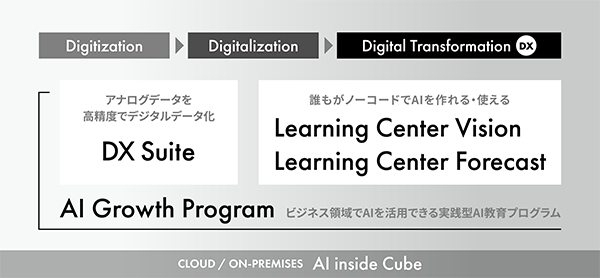 Digitization
Digitalization
Digital Transformation DX
アナログデータを
高精度でデジタルデータ化
DX Suite
誰もがノーコードでAIを作れる・使える
Learning Center Vision
Learning Center Forecast
AI Growth Program ビジネス領域でAIを活用できる実践型AI教育プログラム
CLOUD / ON-PREMISES AI inside Cube